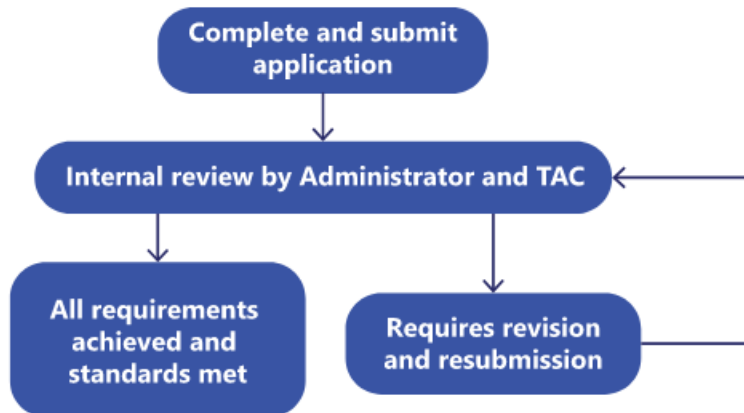 Complete and submit
application
Internal review by Administrator and TAC
All requirements
achieved and
standards met
Requires revision
and resubmission